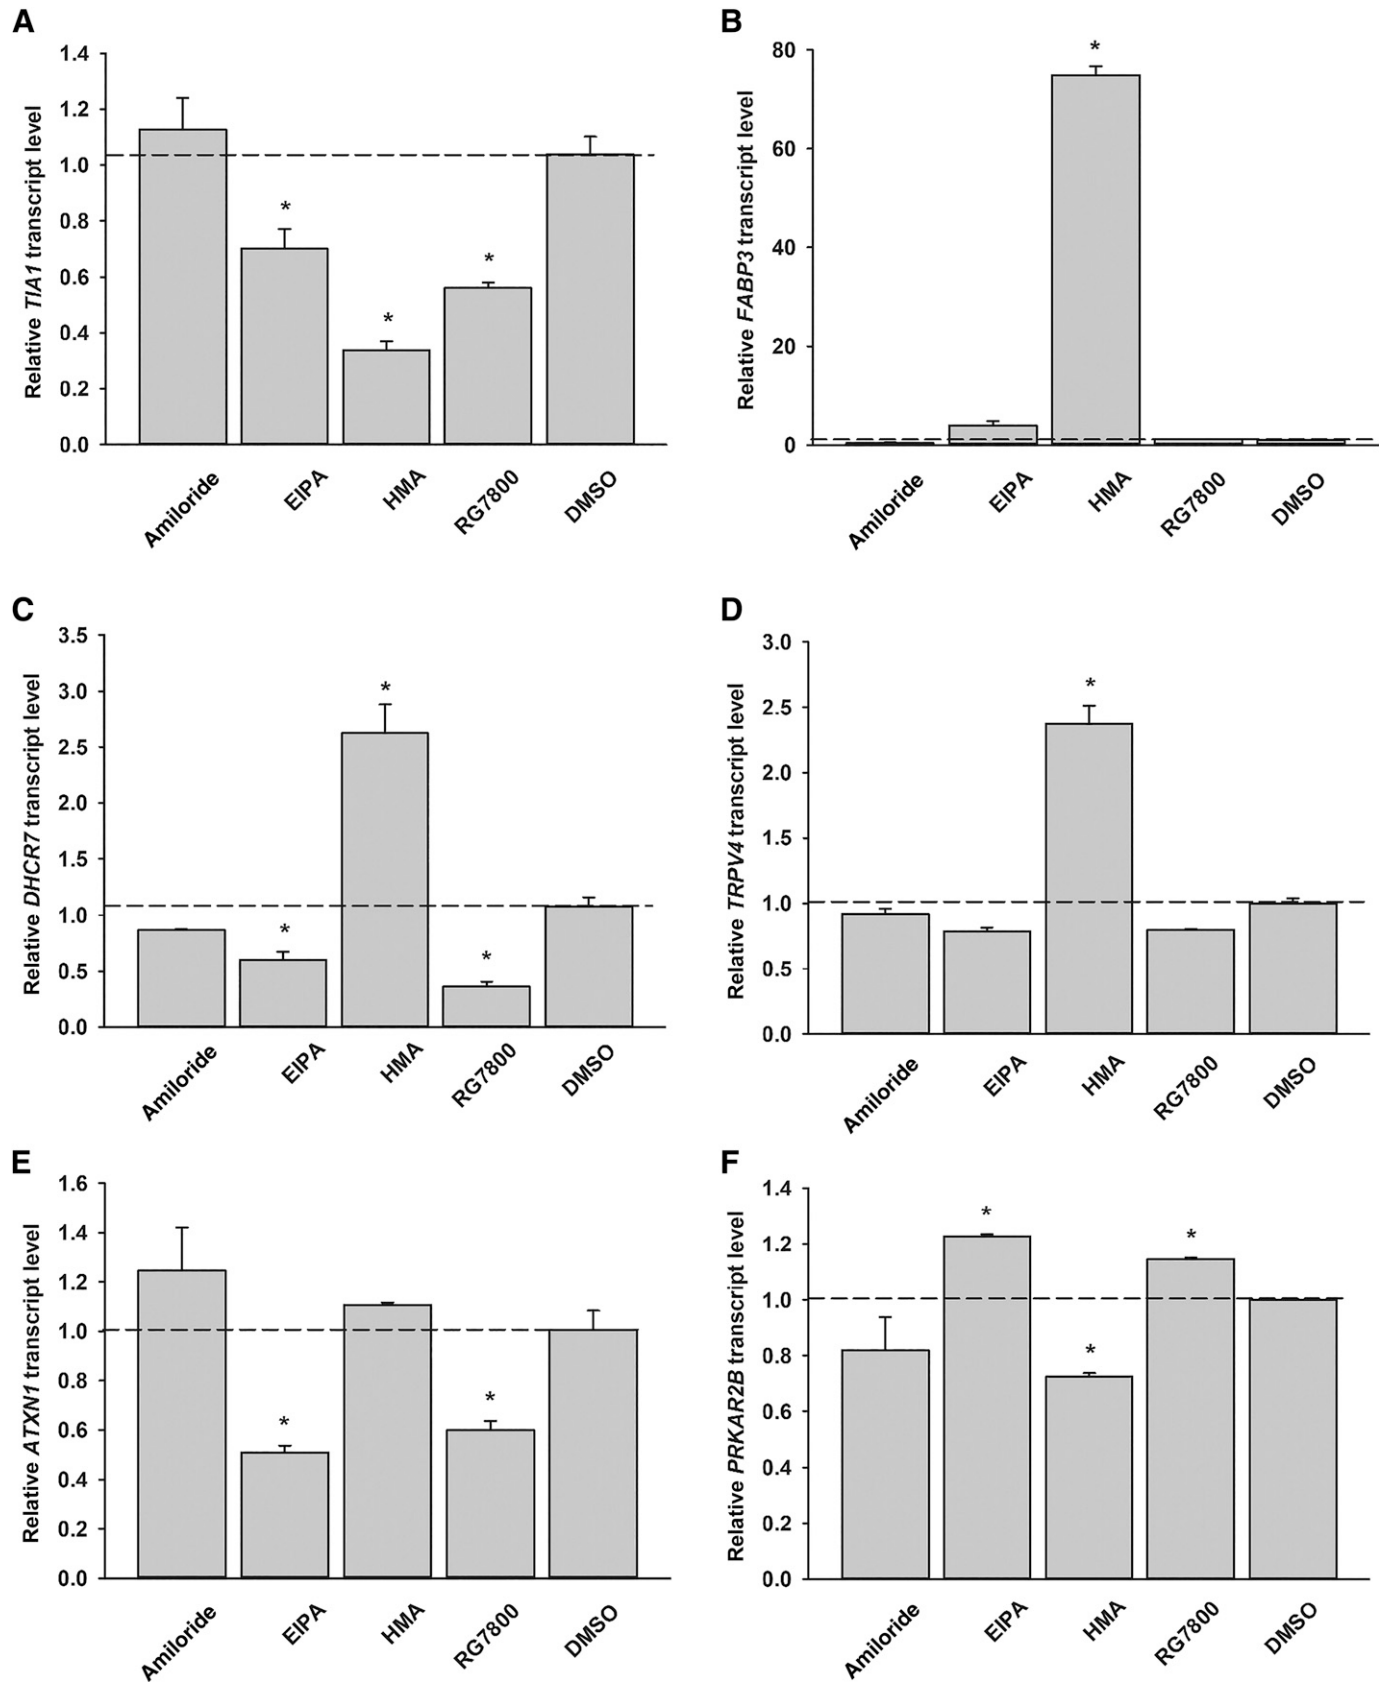 A
Relative TIA1 transcript level
1.4
1.2
1.0
0.8
0.6
0.4
0.2
0.0
*
*
*
Amiloride
EIPA
HMA
RG7800
DMSO
B
Relative FABP3 transcript level
80
60
40
20
0
*
Amiloride
EIPA
HMA
RG7800
DMSO
C
Relative DHCR7 transcript level
3.5
3.0
2.5
2.0
1.5
1.0
0.5
0.0
*
*
*
Amiloride
EIPA
HMA
RG7800
DMSO
D
Relative TRPV4 transcript level
3.0
2.5
2.0
1.5
1.0
0.5
0.0
*
Amiloride
EIPA
HMA
RG7800
DMSO
E
Relative ATXN1 transcript level
1.6
1.4
1.2
1.0
0.8
0.6
0.4
0.2
0.0
*
*
Amiloride
EIPA
HMA
RG7800
DMSO
F
Relative PRKAR2B transcript level
1.4
1.2
1.0
0.8
0.6
0.4
0.2
0.0
*
*
*
Amiloride
EIPA
HMA
RG7800
DMSO